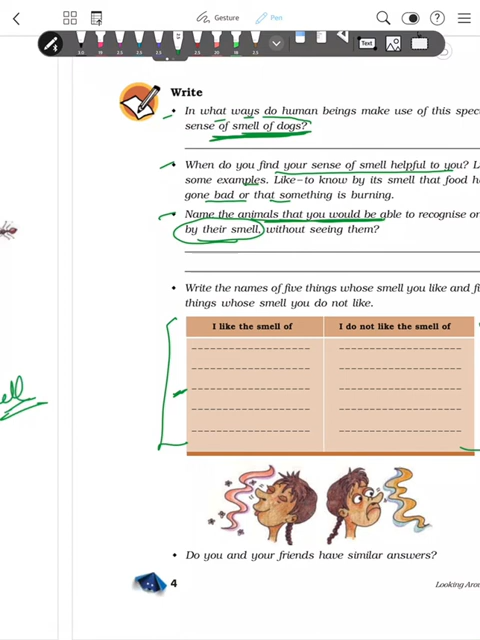 Gesture
Pen
Text
Write
• In what ways do human beings make use of this spec
sense of smell of dogs?
• When do you find your sense of smell helpful to you? L
some examples. Like–to know by its smell that food h
gone bad or that something is burning.
• Name the animals that you would be able to recognise on
by their smell, without seeing them?
• Write the names of five things whose smell you like and fi
things whose smell you do not like.
I like the smell of
I do not like the smell of
ell
• Do you and your friends have similar answers?
4
Looking Arou